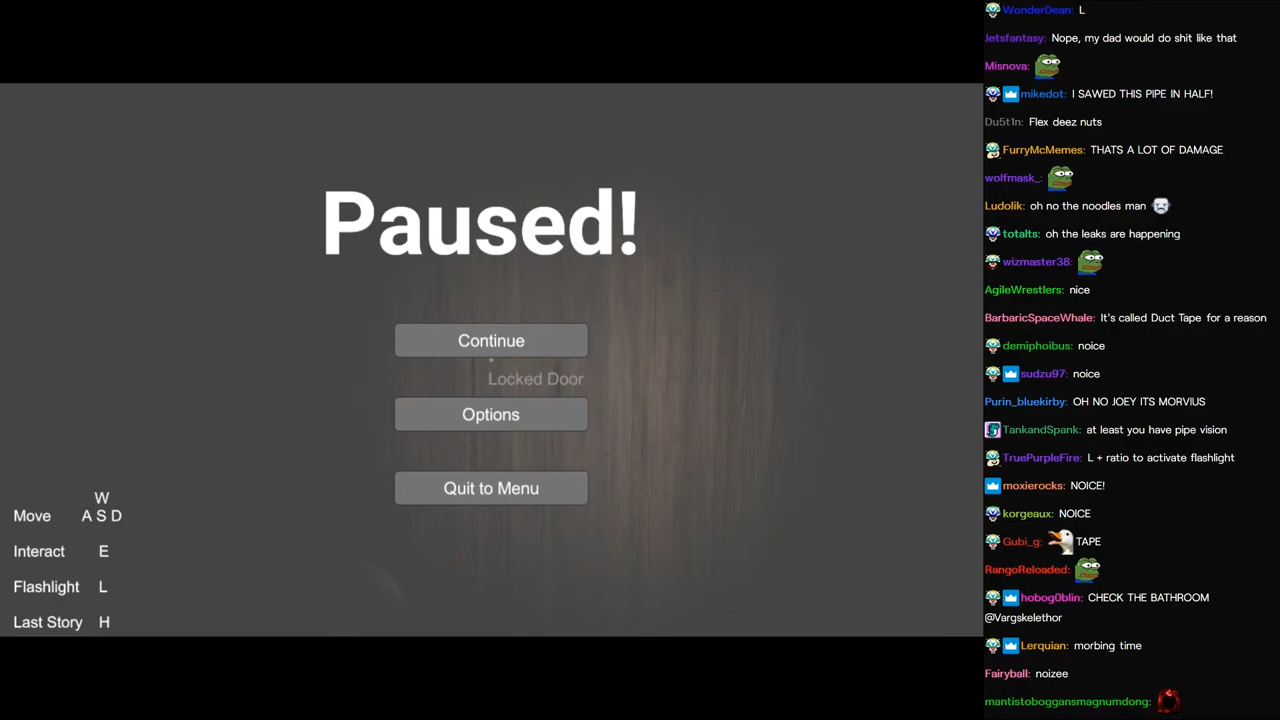 Paused!
Continue
Locked Door
Options
Quit to Menu
W
Move A S D
Interact E
Flashlight L
Last Story H
WonderDean: L
Jetsfantasy: Nope, my dad would do shit like that
Misnova:
mikedot: I SAWED THIS PIPE IN HALF!
Du5t1n: Flex deez nuts
FurryMcMemes: THATS A LOT OF DAMAGE
wolfmask_:
Ludolik: oh no the noodles man
totalts: oh the leaks are happening
wizmaster38:
AgileWrestlers: nice
BarbaricSpaceWhale: It's called Duct Tape for a reason
demiphoibus: noice
sudzu97: noice
Purin_bluekirby: OH NO JOEY ITS MORVIUS
TankandSpank: at least you have pipe vision
TruePurpleFire: L + ratio to activate flashlight
moxierocks: NOICE!
korgeaux: NOICE
Gubi_g: TAPE
RangoReloaded:
hobog0blin: CHECK THE BATHROOM
@Vargskelethor
Lerquian: morbing time
Fairyball: noizee
mantistoboggansmagnumdong: